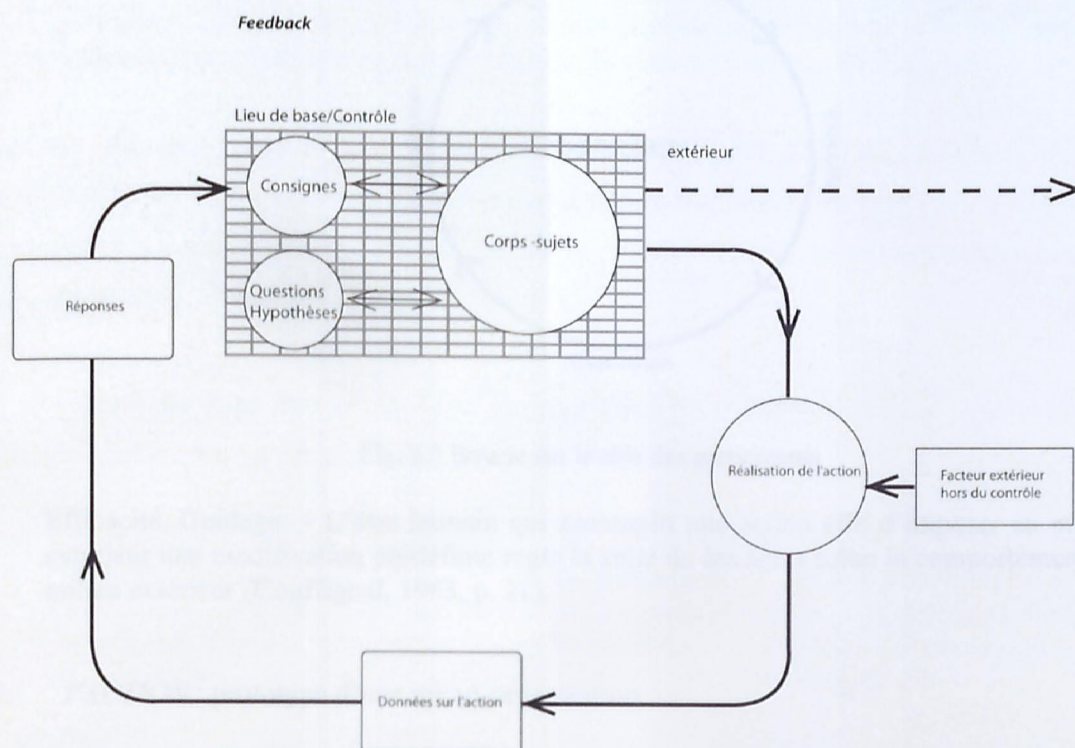 Feedback
Lieu de base/Contrôle
Consignes
extérieur
Corps -sujets
Questions
Hypothèses
Réponses
Réalisation de l'action
Facteur extérieur
hors du contrôle
Données sur l'action